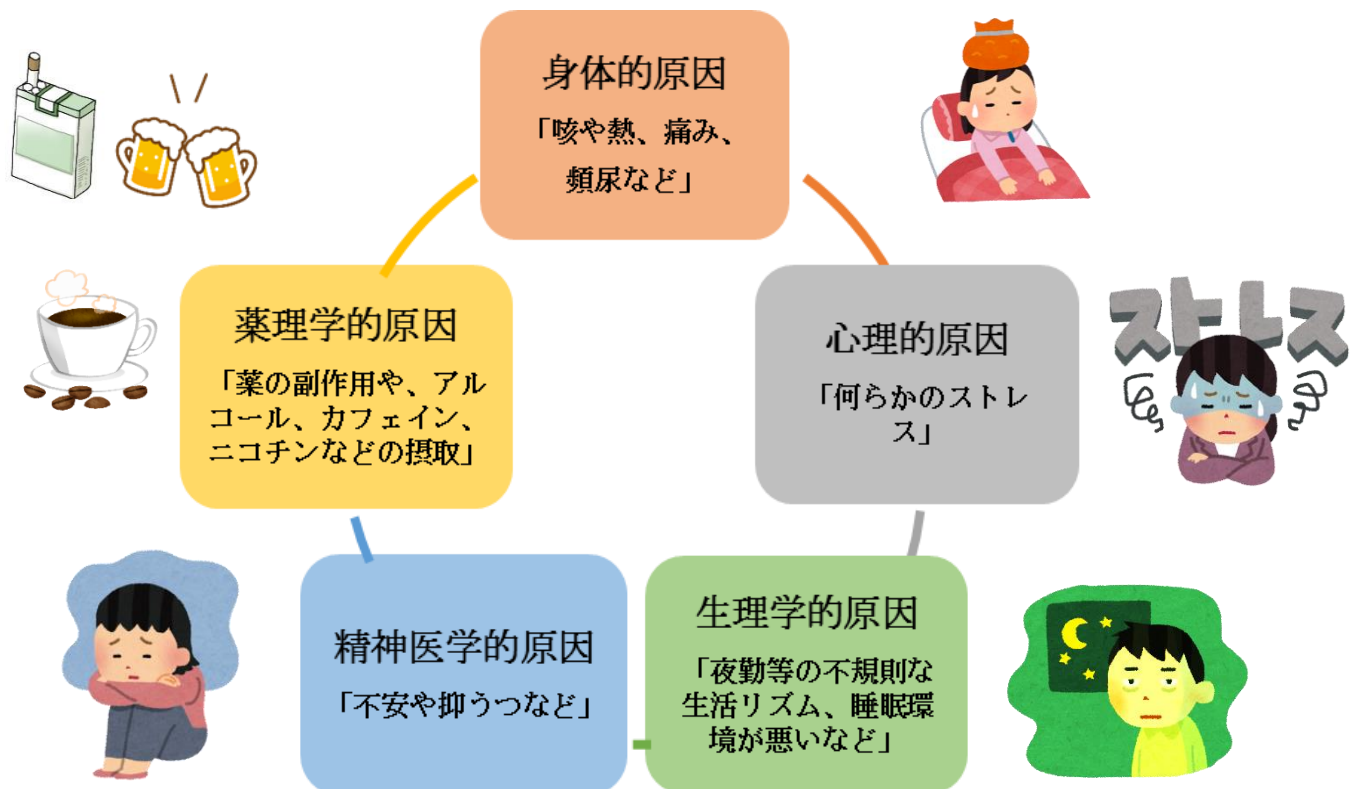 身体的原因
「咳や熱、痛み、
頻尿など」
薬理学的原因
「薬の副作用や、アル
コール、カフェイン、
ニコチンなどの摂取」
心理的原因
「何らかのストレ
ス」
ストレス
精神医学的原因
「不安や抑うつなど」
生理学的原因
「夜勤等の不規則な
生活リズム、睡眠環
境が悪いなど」